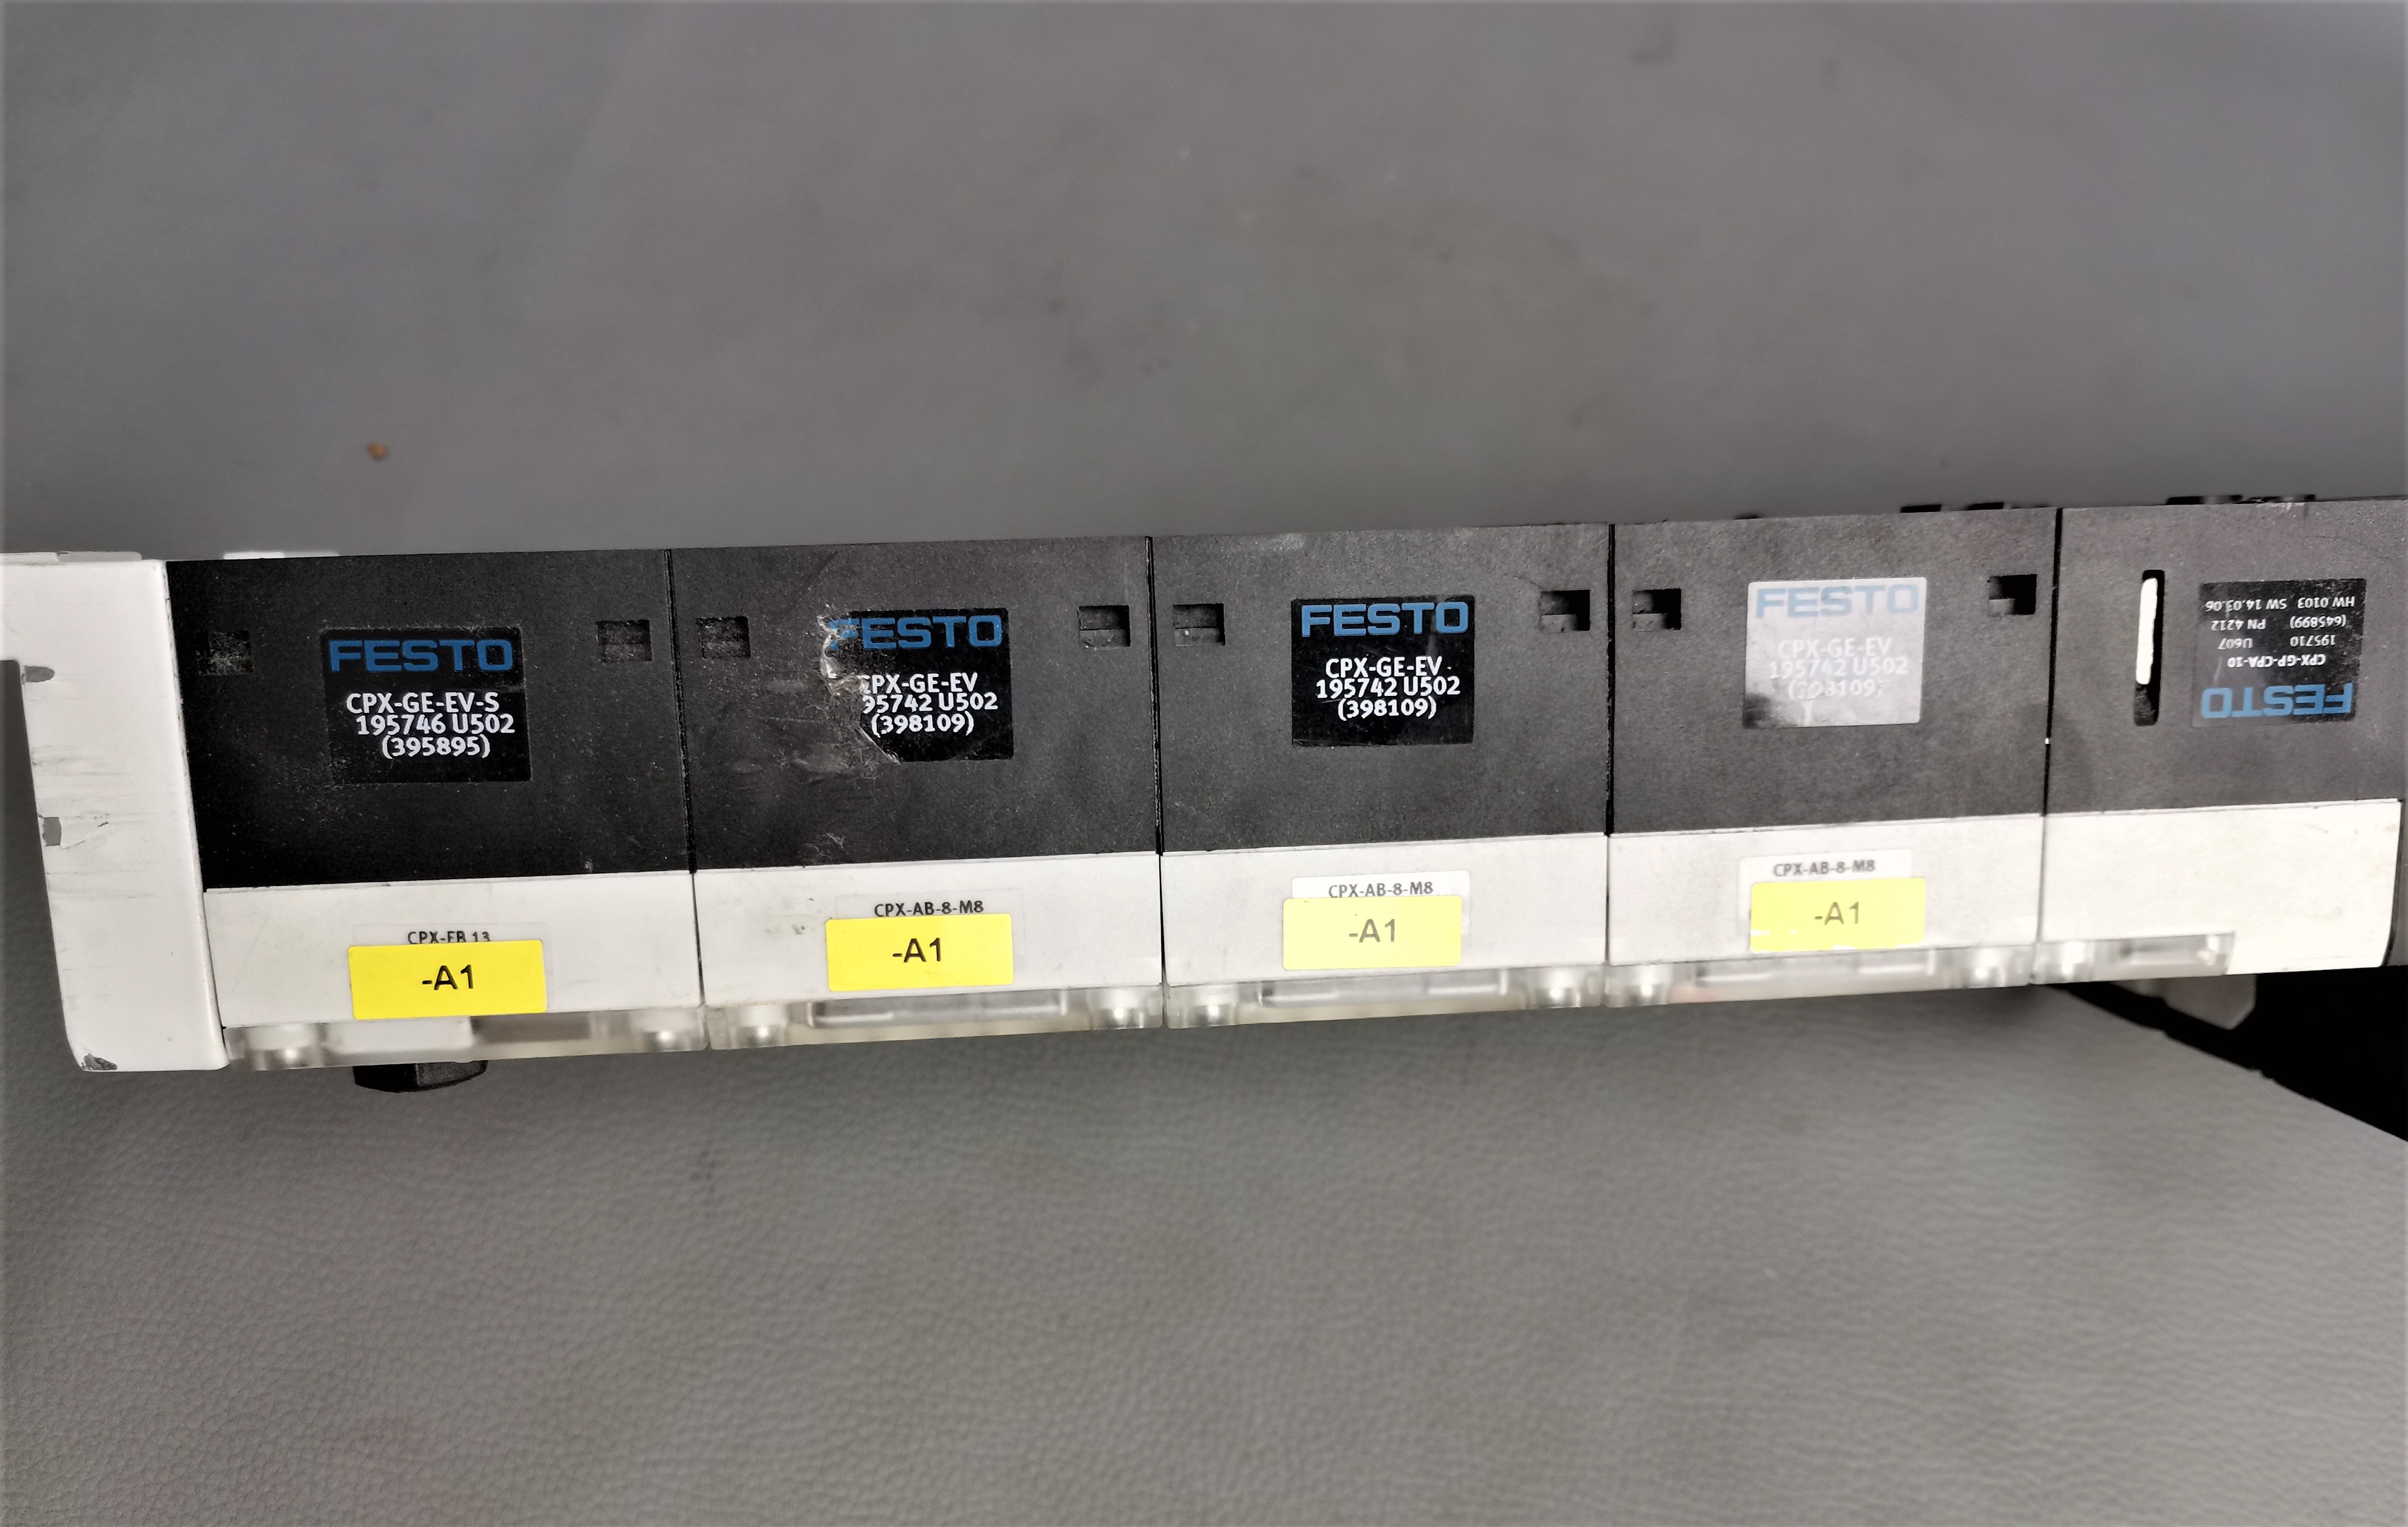 FESTO
CPX-GE-EV-S
195746 U502
(395895)
CPX-FB 13
-A1
FESTO
CPX-GE-EV
95742 U502
(398109)
CPX-AB-8-M8
-A1
FESTO
CPX-GE-EV
195742 U502
(398109)
CPX-AB-8-M8
-A1
FESTO
CPX-GE-EV
195742 U502
(398109)
CPX-AB-8-M8
-A1
FESTO
CPX-GP-CPA-10
195710 U607
(645899) PN 4212
HW 0103 SW 14.03.06